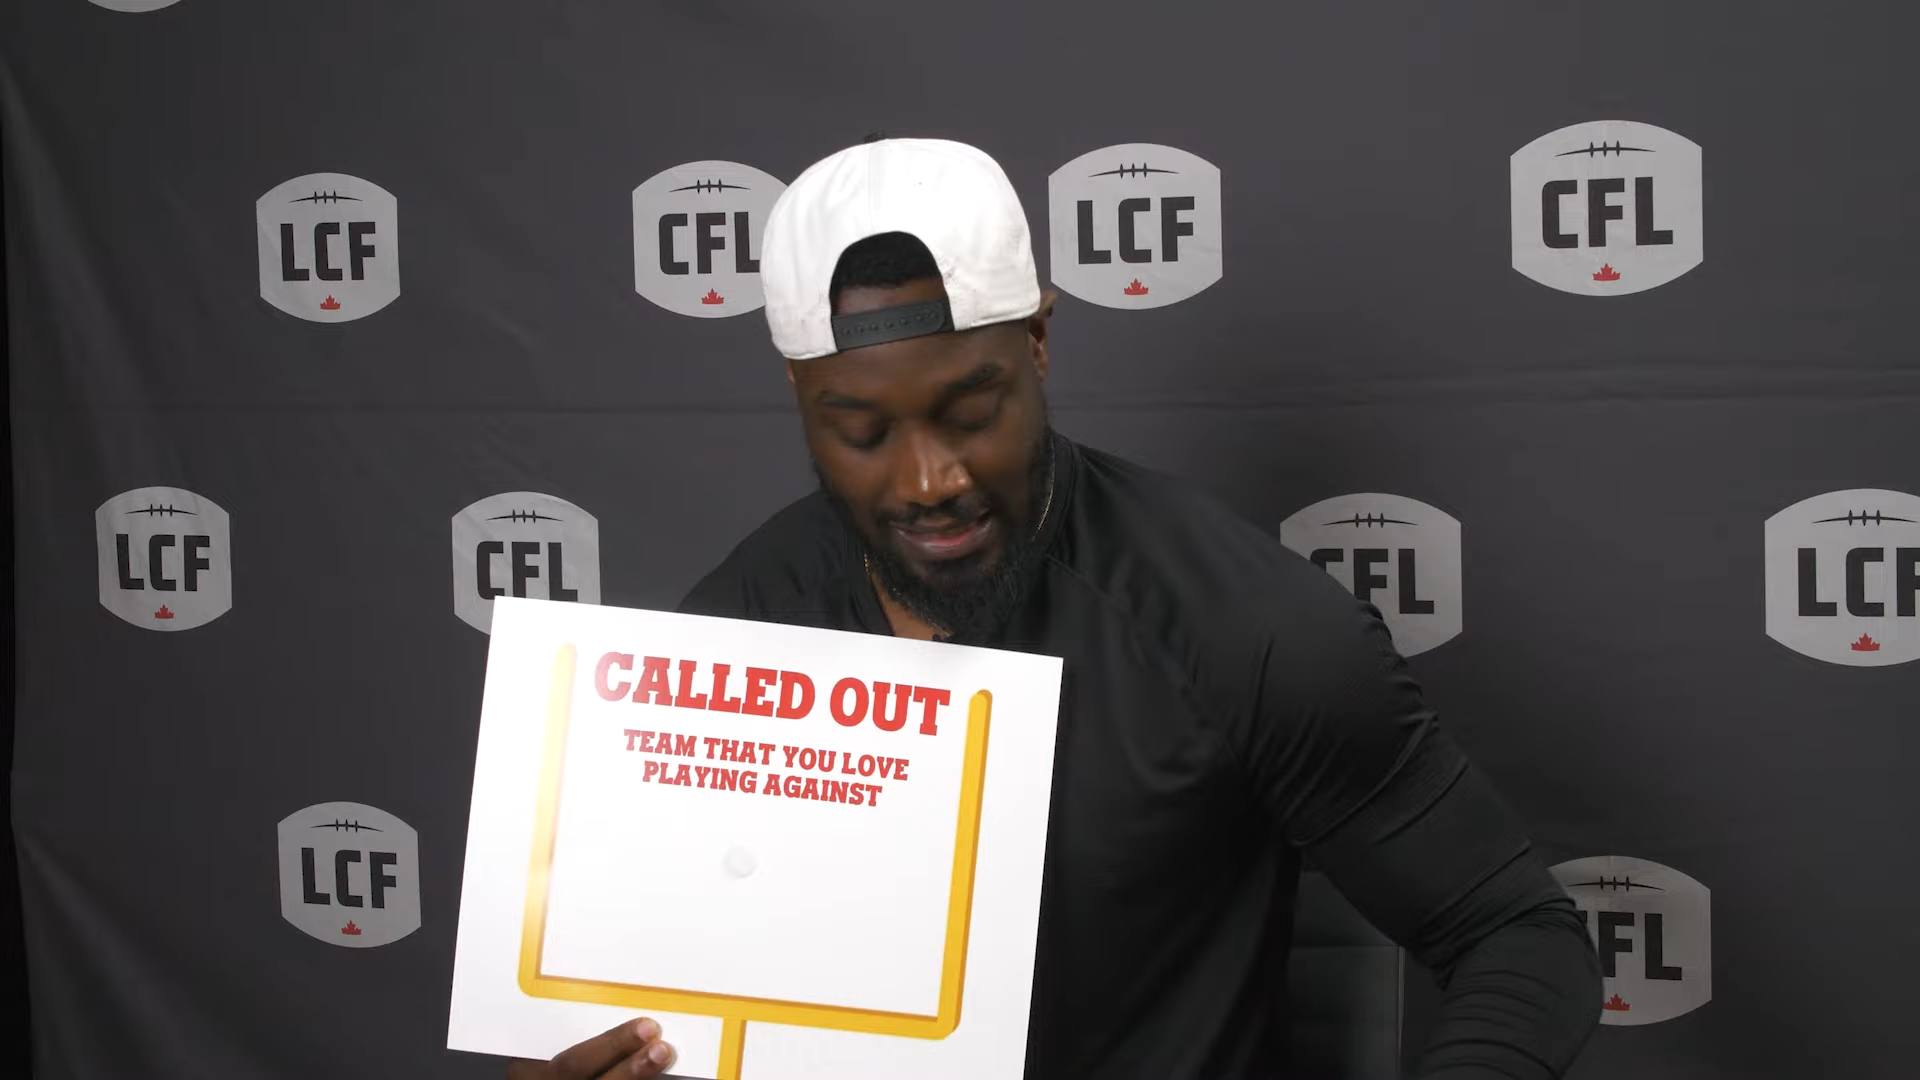 CFL
LCF
CFL
LCF
LCF
CFL
CFL
LCF
CALLED OUT
TEAM THAT YOU LOVE
PLAYING AGAINST
LCF
CFL